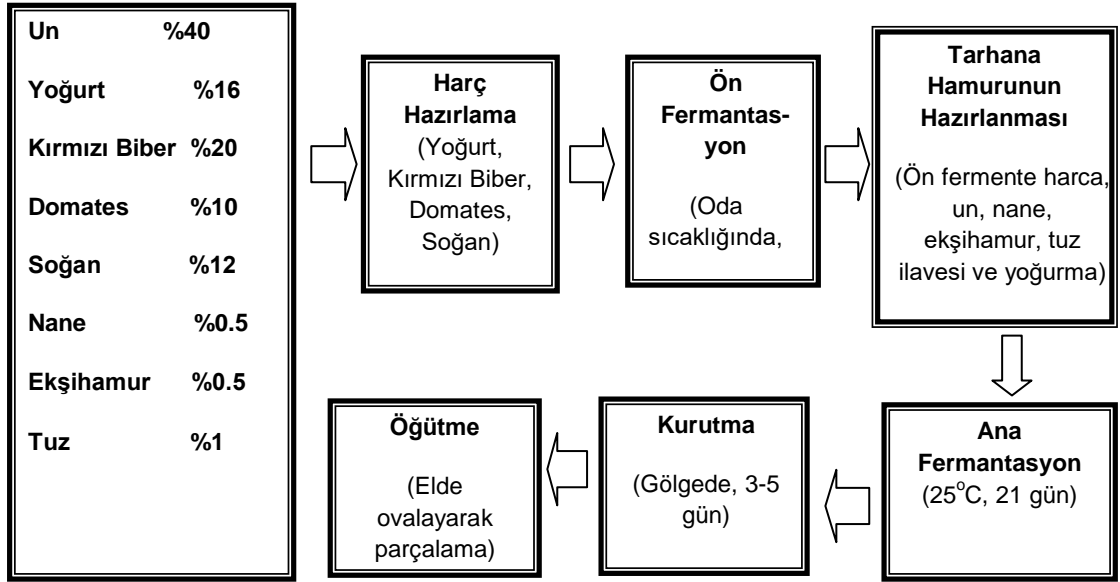 Un %40
Yoğurt %16
Kırmızı Biber %20
Domates %10
Soğan %12
Nane %0.5
Ekşihamur %0.5
Tuz %1
Harç
Hazırlama
(Yoğurt,
Kırmızı Biber,
Domates,
Soğan)
Ön
Fermantas-
yon
(Oda
sıcaklığında,
Tarhana
Hamurunun
Hazırlanması
(Ön fermente harca,
un, nane,
ekşihamur, tuz
ilavesi ve yoğurma)
Ana
Fermantasyon
(25°C, 21 gün)
Kurutma
(Gölgede, 3-5
gün)
Öğütme
(Elde
ovalayarak
parçalama)